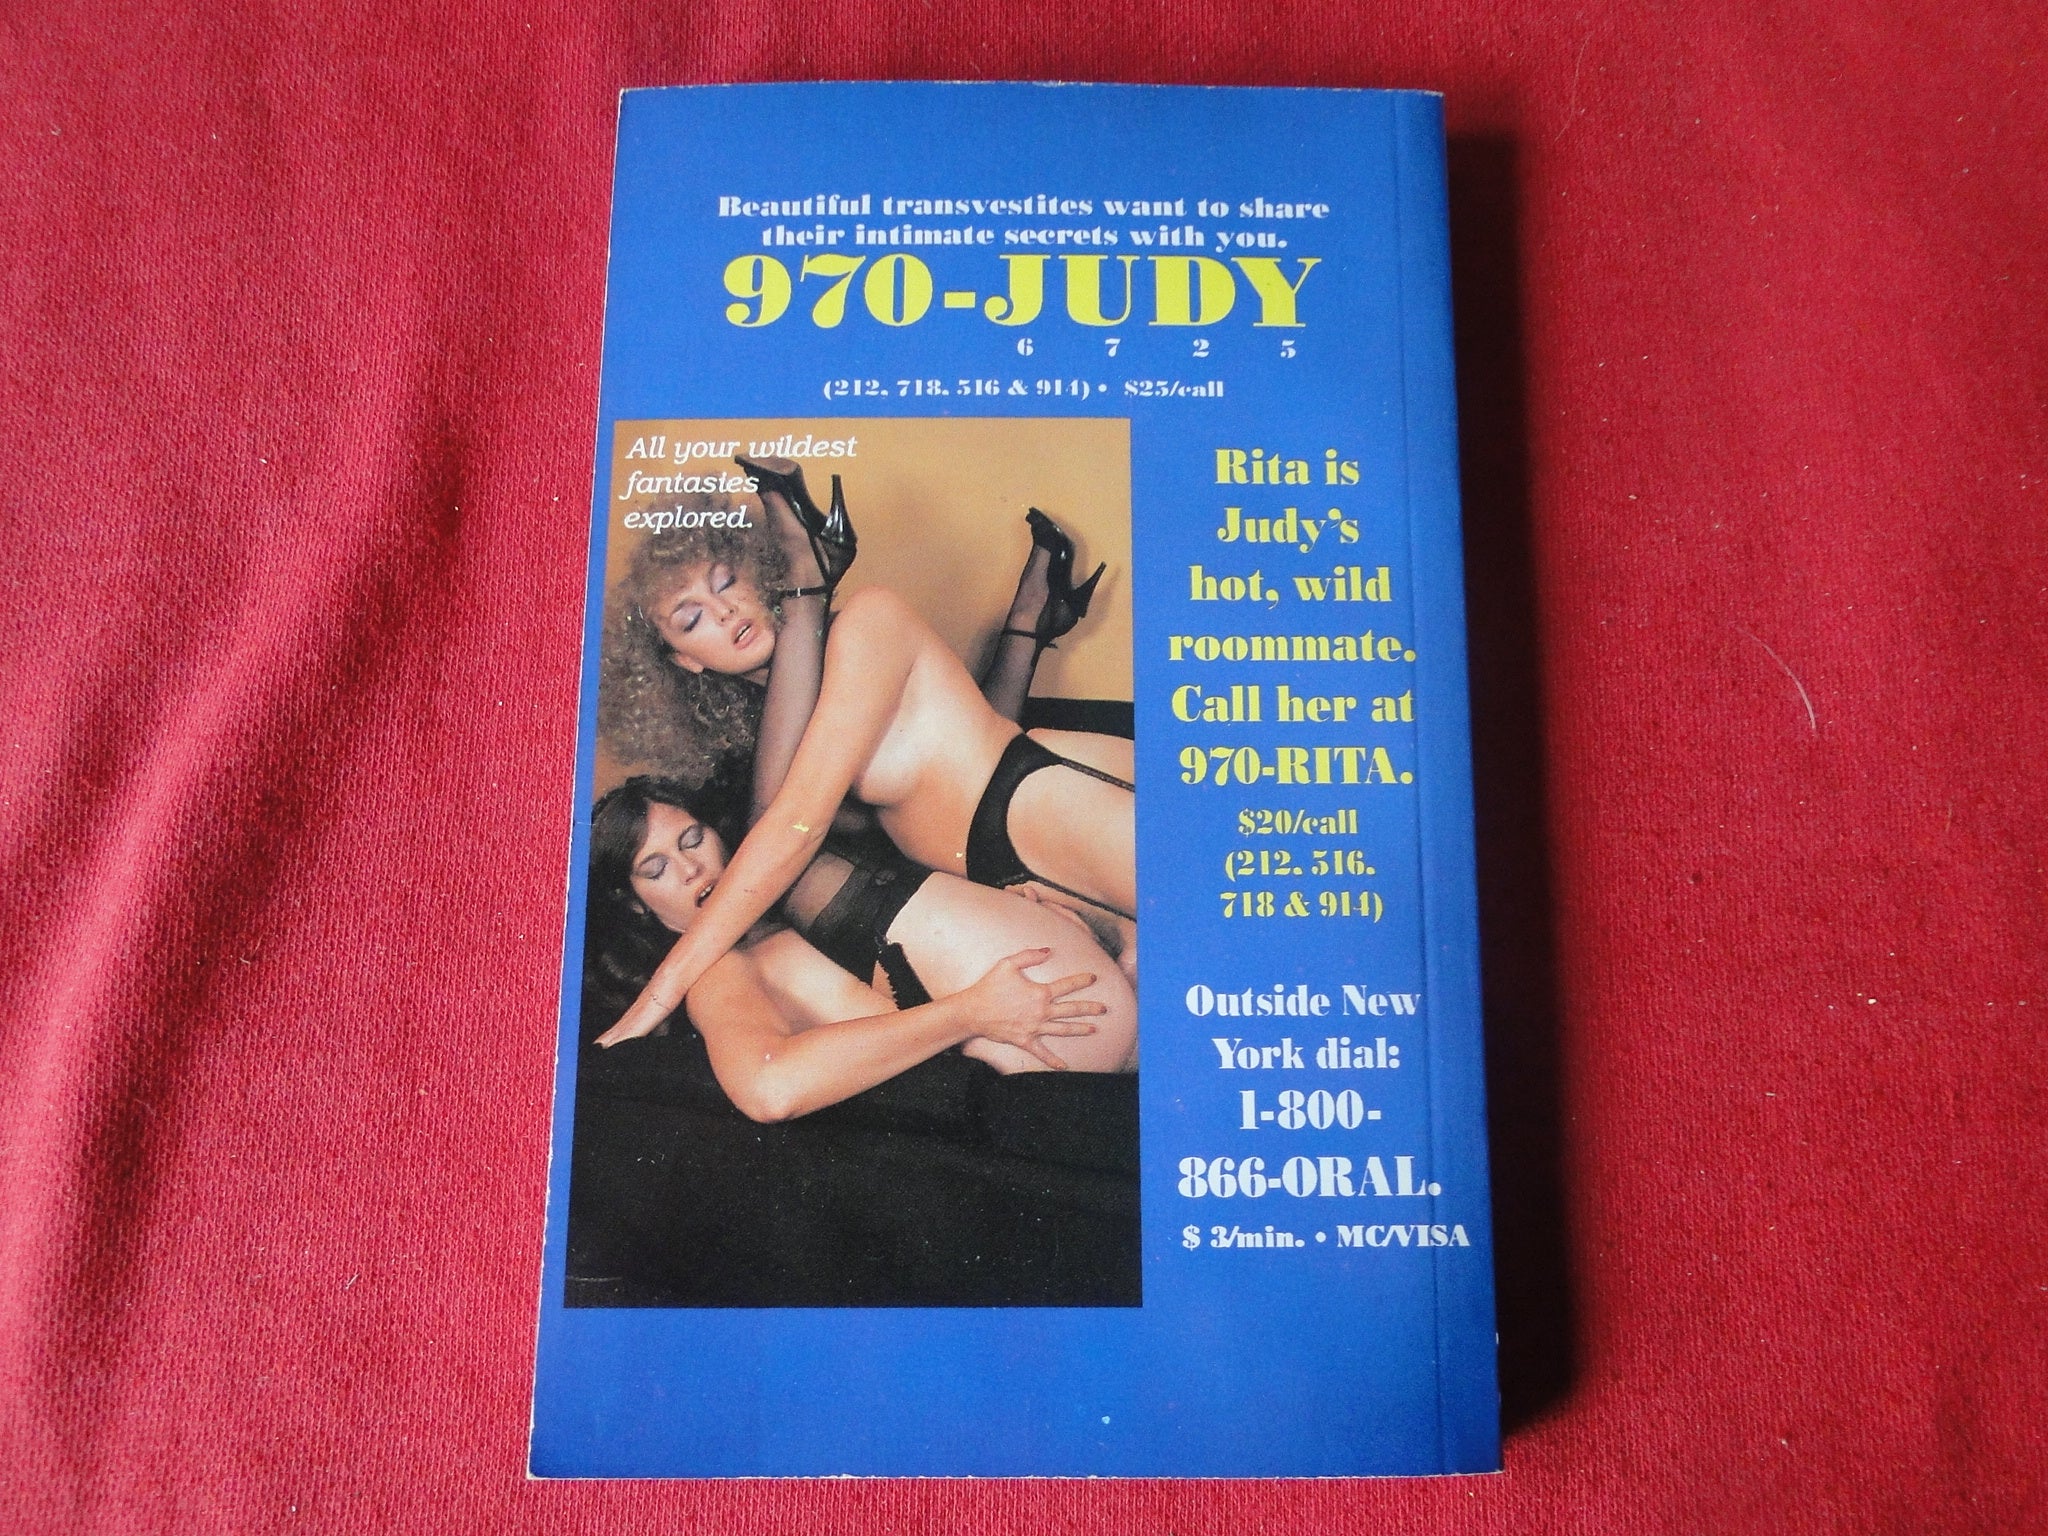 Beautiful transvestites want to share
their intimate secrets with you.
970-JUDY
6 7 2 5
(212, 718, 516 & 914) • $25/call
All your wildest
fantasies
explored.
Rita is
Judy's
hot, wild
roommate.
Call her at
970-RITA.
$20/call
(212, 516,
718 & 914)
Outside New
York dial:
1-800-
866-ORAL.
$ 3/min. • MC/VISA